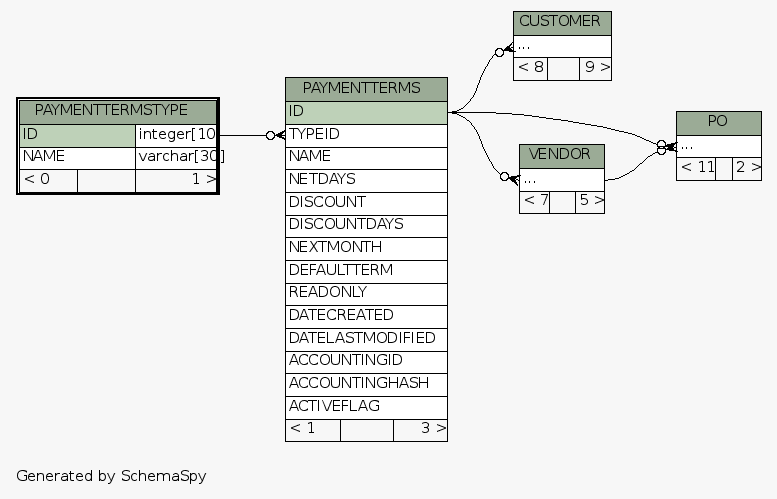 CUSTOMER
...
< 8 9 >
PAYMENTTERMSTYPE
ID integer[10
NAME varchar[30]
< 0 1 >
PAYMENTTERMS
ID
TYPEID
NAME
NETDAYS
DISCOUNT
DISCOUNTDAYS
NEXTMONTH
DEFAULTTERM
READONLY
DATECREATED
DATELASTMODIFIED
ACCOUNTINGID
ACCOUNTINGHASH
ACTIVEFLAG
< 1 3 >
VENDOR
...
< 7 5 >
PO
...
< 11 2 >
Generated by SchemaSpy